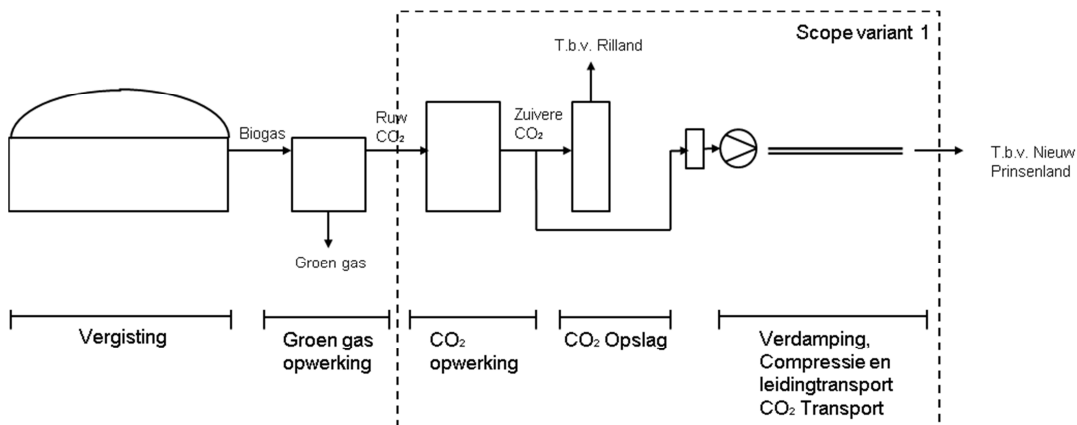 Scope variant 1
T.b.v. Rilland
Biogas
Ruw
CO₂
Zuivere
CO₂
T.b.v. Nieuw
Prinsenland
Groen gas
Vergisting
Groen gas
opwerking
CO₂
opwerking
CO₂ Opslag
Verdamping,
Compressie en
leidingtransport
CO₂ Transport